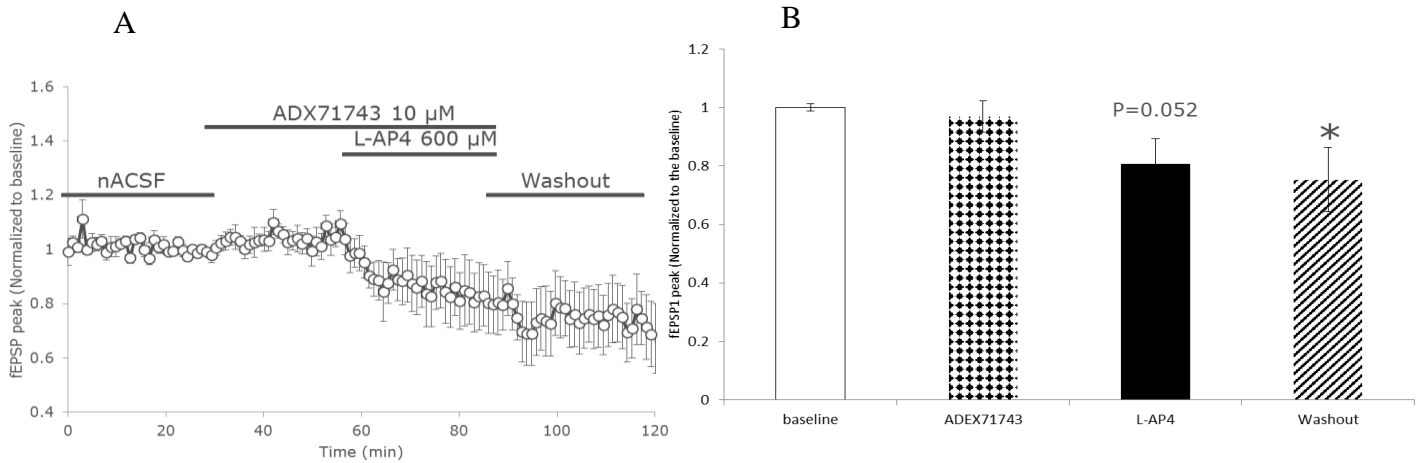 A
fEPSP peak (Normalized to baseline)
1.6
1.4
1.2
1
0.8
0.6
0.4
ADX71743 10 µM
L-AP4 600 µM
nACSF
Washout
0 20 40 60 80 100 120
Time (min)
B
fEPSP1 peak (Normalized to the baseline)
1.2
1
0.8
0.6
0.4
0.2
0
P=0.052
*
baseline ADEX71743 L-AP4 Washout